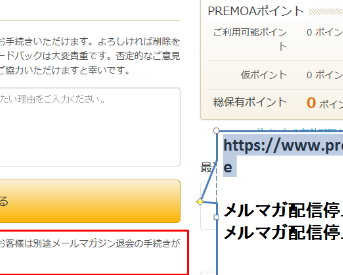 お手続きいただけます。よろしければ削除を
ードバックは大変貴重です。否定的なご意見
ご協力いただけますと幸いです。
たい理由をご入力ください。
る
お客様は別途メールマガジン退会の手続きが
PREMOAポイント
ご利用可能ポイント 0 ポイン
仮ポイント 0 ポイン
総保有ポイント 0 ポイン
最
https://www.pre
e
メルマガ配信停
メルマガ配信停